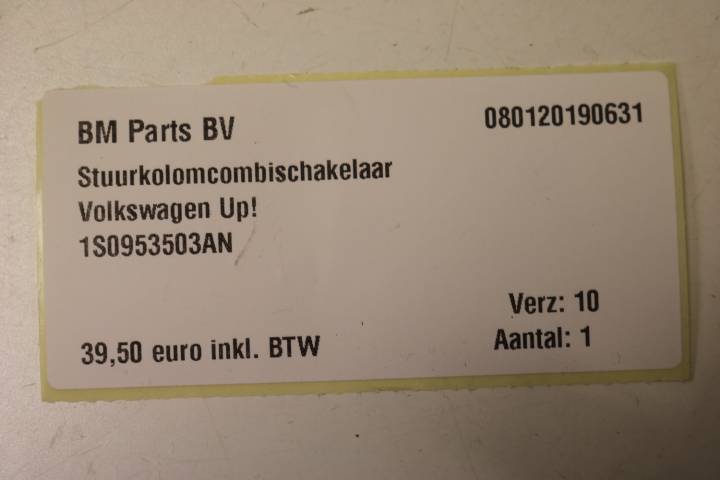 BM Parts BV
080120190631
Stuurkolomcombischakelaar
Volkswagen Up!
1S0953503AN
Verz: 10
39,50 euro inkl. BTW
Aantal: 1